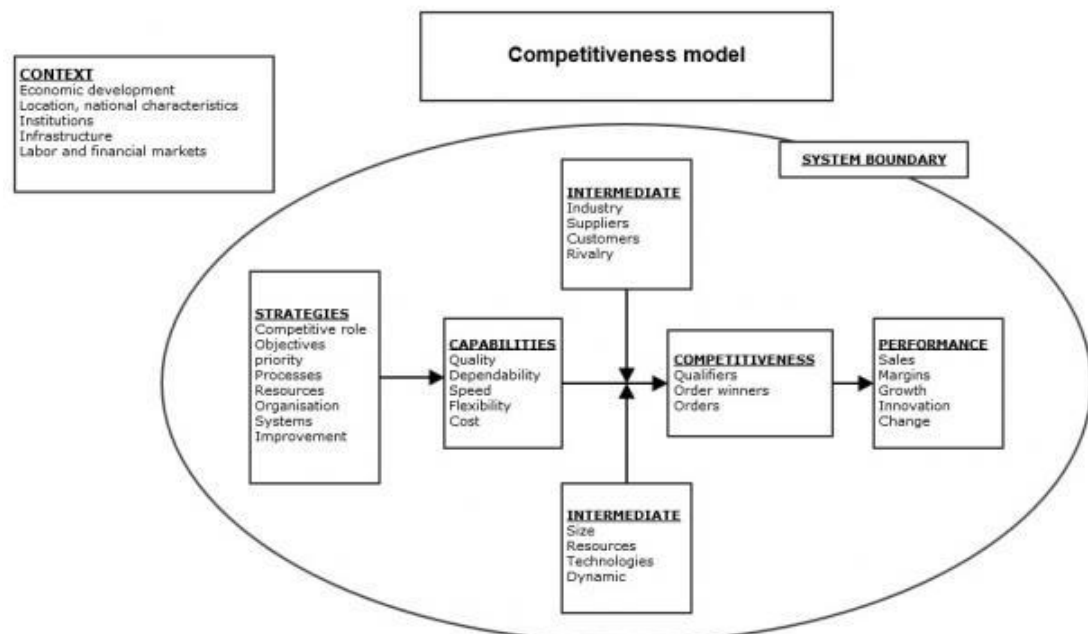 Competitiveness model
CONTEXT
Economic development
Location, national characteristics
Institutions
Infrastructure
Labor and financial markets
SYSTEM BOUNDARY
INTERMEDIATE
Industry
Suppliers
Customers
Rivalry
STRATEGIES
Competitive role
Objectives
priority
Processes
Resources
Organisation
Systems
Improvement
CAPABILITIES
Quality
Dependability
Speed
Flexibility
Cost
COMPETITIVENESS
Qualifiers
Order winners
Orders
PERFORMANCE
Sales
Margins
Growth
Innovation
Change
INTERMEDIATE
Size
Resources
Technologies
Dynamic